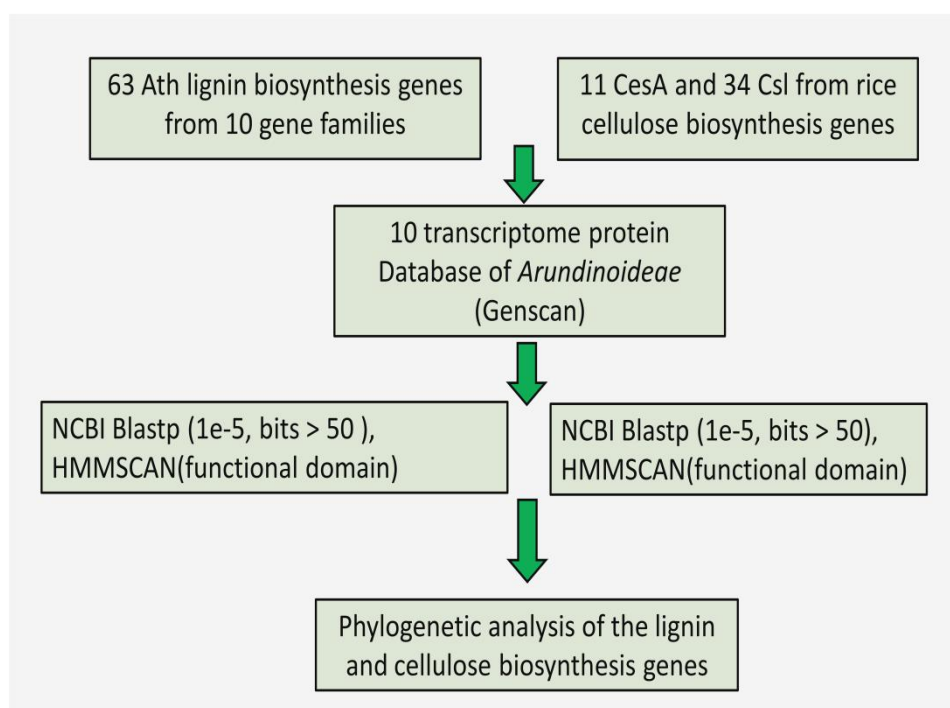 63 Ath lignin biosynthesis genes
from 10 gene families
11 CesA and 34 Csl from rice
cellulose biosynthesis genes
10 transcriptome protein
Database of Arundinoideae
(Genscan)
NCBI Blastp (1e-5, bits > 50 ),
HMMSCAN(functional domain)
NCBI Blastp (1e-5, bits > 50),
HMMSCAN(functional domain)
Phylogenetic analysis of the lignin
and cellulose biosynthesis genes